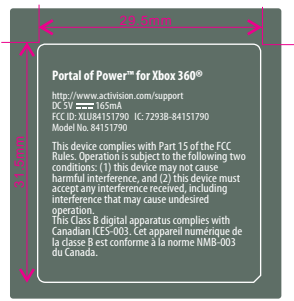 29.5mm
31.5mm
Portal of Power™ for Xbox 360®
http://www.activision.com/support
DC 5V ⎓ 165mA
FCC ID: XLU84151790 IC: 7293B-84151790
Model No. 84151790
This device complies with Part 15 of the FCC
Rules. Operation is subject to the following two
conditions: (1) this device may not cause
harmful interference, and (2) this device must
accept any interference received, including
interference that may cause undesired
operation.
This Class B digital apparatus complies with
Canadian ICES-003. Cet appareil numérique de
la classe B est conforme à la norme NMB-003
du Canada.